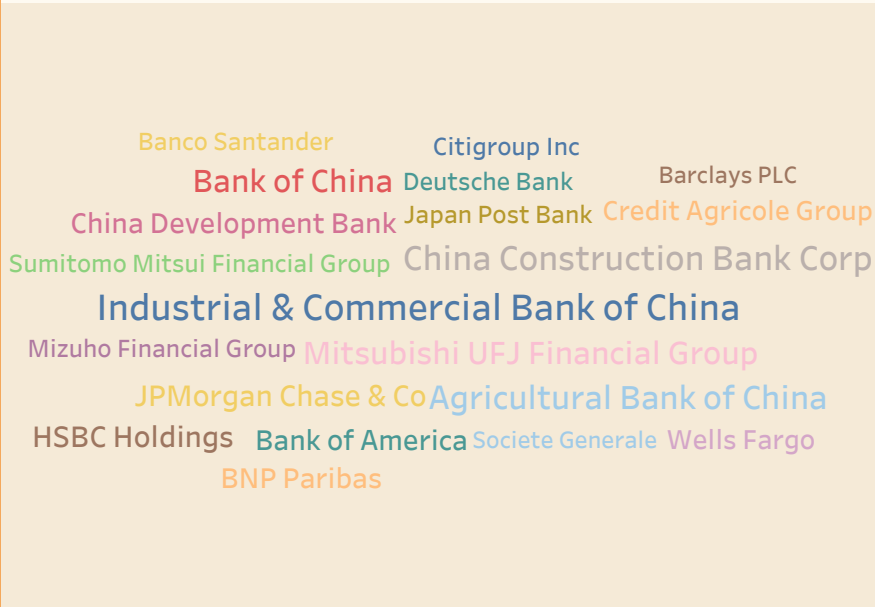 Banco Santander
Citigroup Inc
Bank of China
Deutsche Bank
Barclays PLC
China Development Bank
Japan Post Bank
Credit Agricole Group
Sumitomo Mitsui Financial Group
China Construction Bank Corp
Industrial & Commercial Bank of China
Mizuho Financial Group
Mitsubishi UFJ Financial Group
JPMorgan Chase & Co
Agricultural Bank of China
HSBC Holdings
Bank of America
Societe Generale
Wells Fargo
BNP Paribas